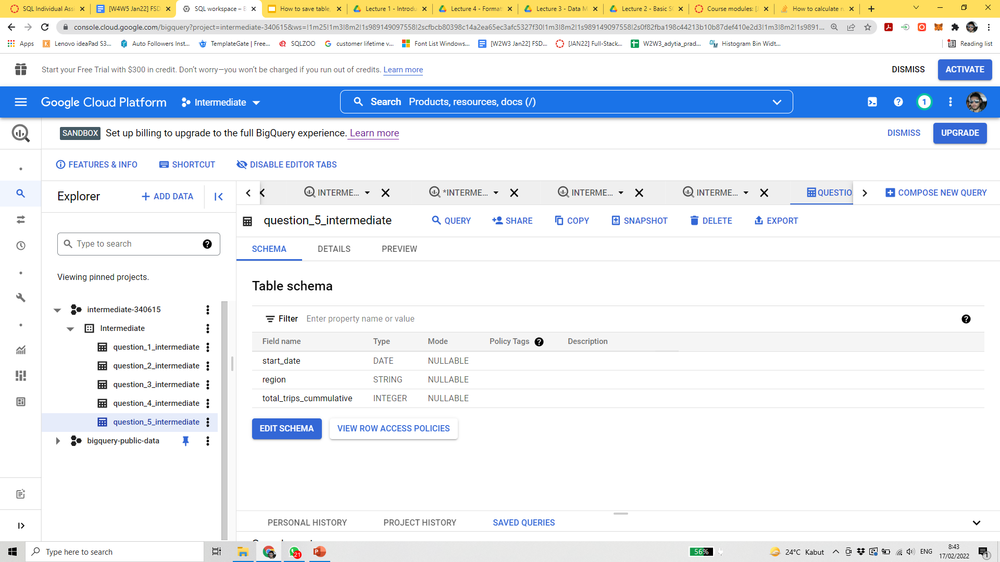 SQL Individual Assi
[W4W5 Jan22] FSD
SQL workspace – B
How to save table,
Lecture 1 - Introdu
Lecture 4 - Format
Lecture 3 - Data M
Lecture 2 - Basic SQ
Course modules: [J
How to calculate ru
console.cloud.google.com/bigquery?project=intermediate-340615&ws=!1m25!1m3!8m2!1s989149097558!2scfbcb80398c14a2ea65ec3afc5327f30!1m3!8m2!1s989149097558!2s0f82fba198c44213b10b87def410e2d3!1m3!8m2!1s9891...
Apps
Lenovo ideaPad S3...
Auto Followers Inst...
TemplateGate | Free...
SQLZOO
customer lifetime v...
Font List Windows...
[W2W3 Jan22] FSD...
[JAN22] Full-Stack...
W2W3_adytia_prad...
Histogram Bin Widt...
Reading list
Start your Free Trial with $300 in credit. Don't worry—you won't be charged if you run out of credits. Learn more
DISMISS
ACTIVATE
Google Cloud Platform
Intermediate
Search Products, resources, docs (/)
1
SANDBOX Set up billing to upgrade to the full BigQuery experience. Learn more
DISMISS
UPGRADE
FEATURES & INFO
SHORTCUT
DISABLE EDITOR TABS
Explorer
+ ADD DATA
INTERME...
*INTERME...
INTERME...
INTERME...
QUESTIO
COMPOSE NEW QUERY
question_5_intermediate
QUERY
SHARE
COPY
SNAPSHOT
DELETE
EXPORT
Type to search
SCHEMA
DETAILS
PREVIEW
Viewing pinned projects.
intermediate-340615
Intermediate
question_1_intermediate
question_2_intermediate
question_3_intermediate
question_4_intermediate
question_5_intermediate
bigquery-public-data
Table schema
Filter Enter property name or value
Field name Type Mode Policy Tags Description
start_date DATE NULLABLE
region STRING NULLABLE
total_trips_cummulative INTEGER NULLABLE
EDIT SCHEMA
VIEW ROW ACCESS POLICIES
PERSONAL HISTORY
PROJECT HISTORY
SAVED QUERIES
Type here to search
21
56%
24°C Kabut
ENG
8:43
17/02/2022
1